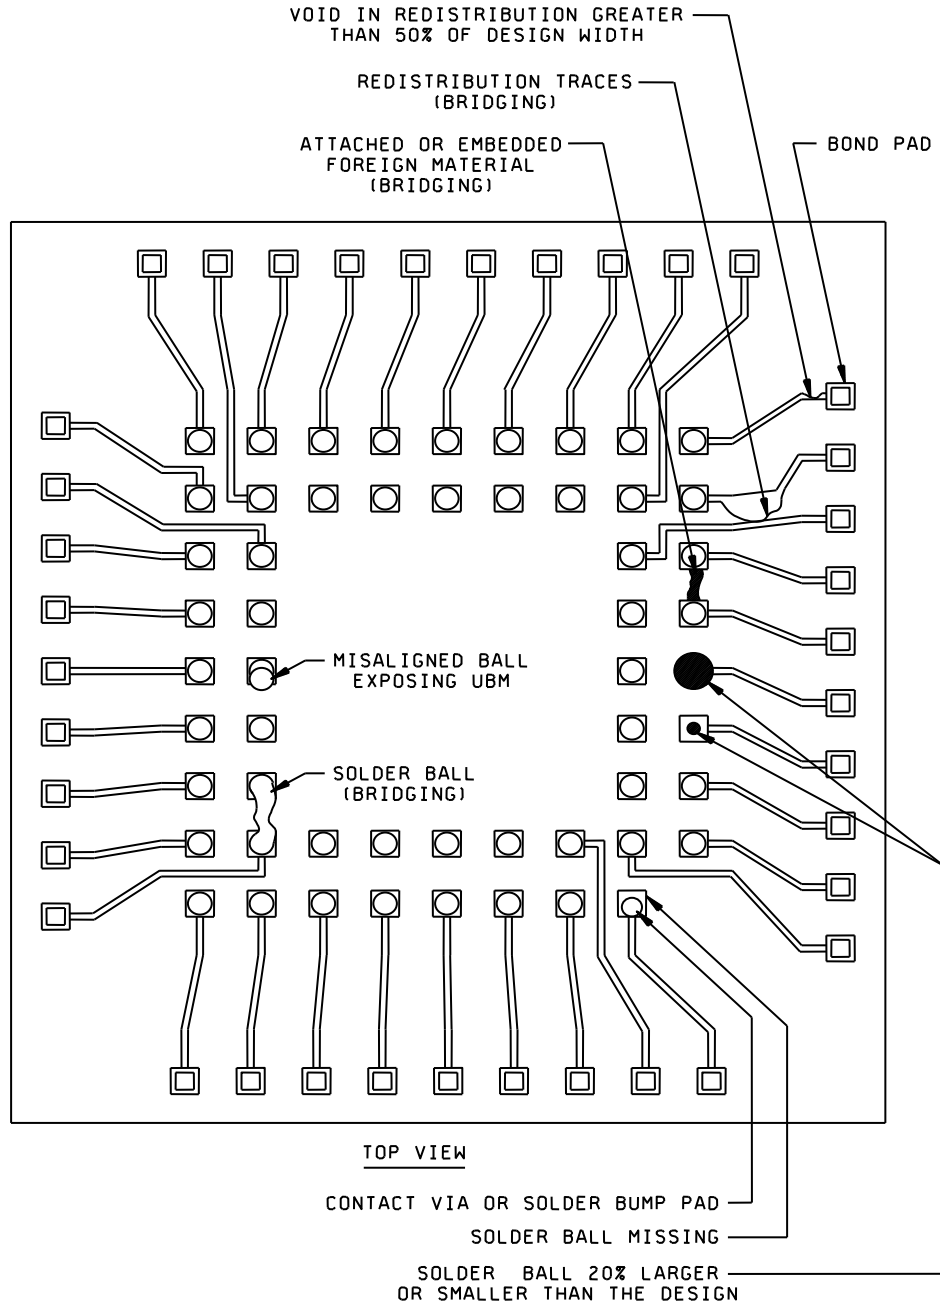 VOID IN REDISTRIBUTION GREATER
THAN 50% OF DESIGN WIDTH
REDISTRIBUTION TRACES
(BRIDGING)
ATTACHED OR EMBEDDED
FOREIGN MATERIAL
(BRIDGING)
BOND PAD
MISALIGNED BALL
EXPOSING UBM
SOLDER BALL
(BRIDGING)
TOP VIEW
CONTACT VIA OR SOLDER BUMP PAD
SOLDER BALL MISSING
SOLDER BALL 20% LARGER
OR SMALLER THAN THE DESIGN